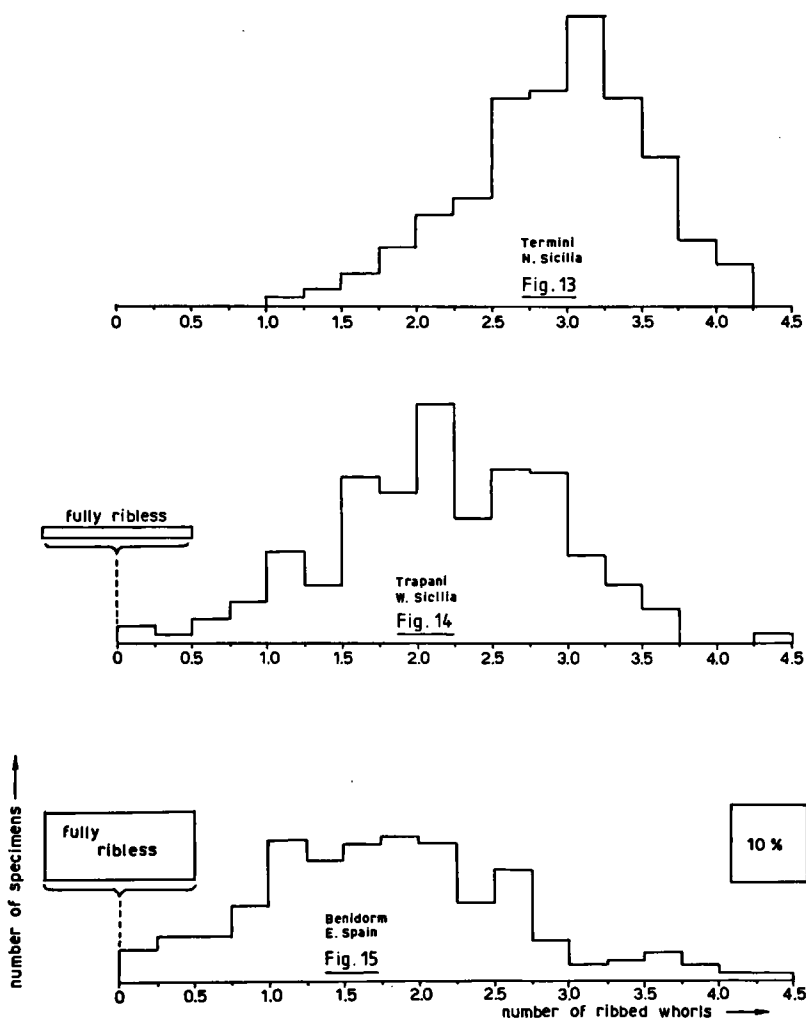 Termini
N. Sicilia
Fig. 13
0 0.5 1.0 1.5 2.0 2.5 3.0 3.5 4.0 4.5
fully ribless
Trapani
W. Sicilia
Fig. 14
0 0.5 1.0 1.5 2.0 2.5 3.0 3.5 4.0 4.5
number of specimens
fully
ribless
10 %
Benidorm
E. Spain
Fig. 15
0 0.5 1.0 1.5 2.0 2.5 3.0 3.5 4.0 4.5
number of ribbed whorls